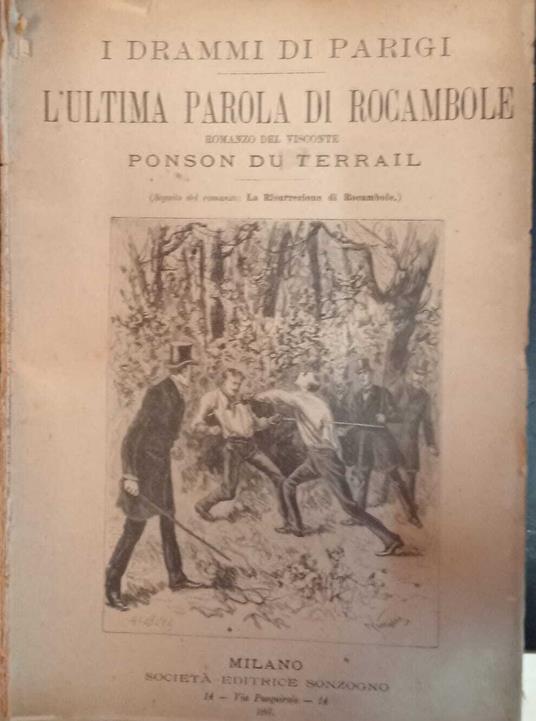 I DRAMMI DI PARIGI
L'ULTIMA PAROLA DI ROCAMBOLE
ROMANZO DEL VISCONTE
PONSON DU TERRAIL
(Seguito del romanzo: La Risurrezione di Rocambole.)
MILANO
SOCIETÀ EDITRICE SONZOGNO
14 — Via Pasquirolo — 14